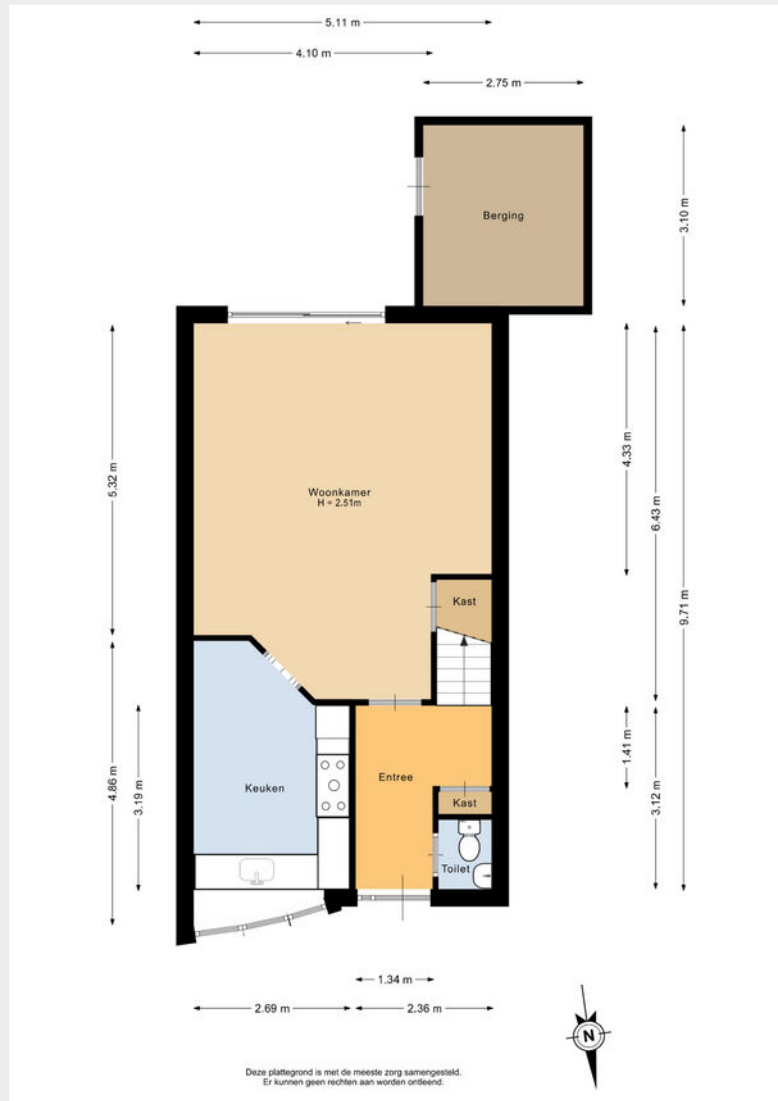 5.11 m
4.10 m
2.75 m
3.10 m
Berging
5.32 m
4.33 m
6.43 m
9.71 m
Woonkamer
H = 2.51m
Kast
4.86 m
3.19 m
Keuken
Entree
1.41 m
3.12 m
Kast
Toilet
1.34 m
2.69 m
2.36 m
N
Deze plattegrond is met de meeste zorg samengesteld.
Er kunnen geen rechten aan worden ontleend.